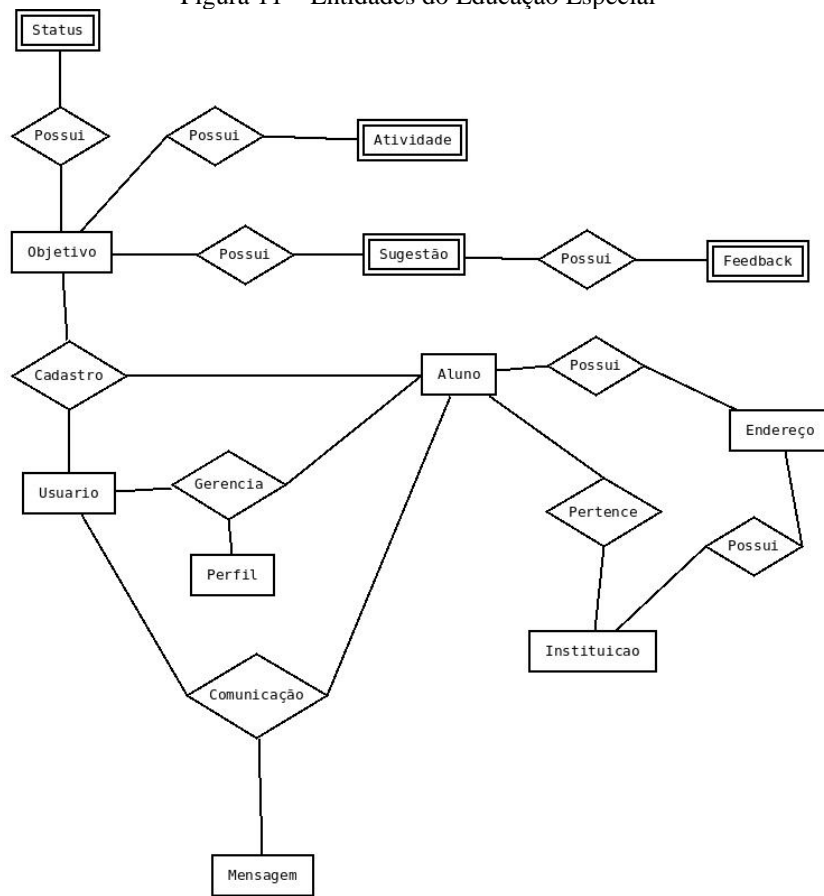 Figura 11 – Entidades do Educação Especial
Status
Possui
Possui
Atividade
Objetivo
Possui
Sugestão
Possui
Feedback
Cadastro
Aluno
Possui
Endereço
Usuario
Gerencia
Pertence
Possui
Perfil
Instituicao
Comunicação
Mensagem